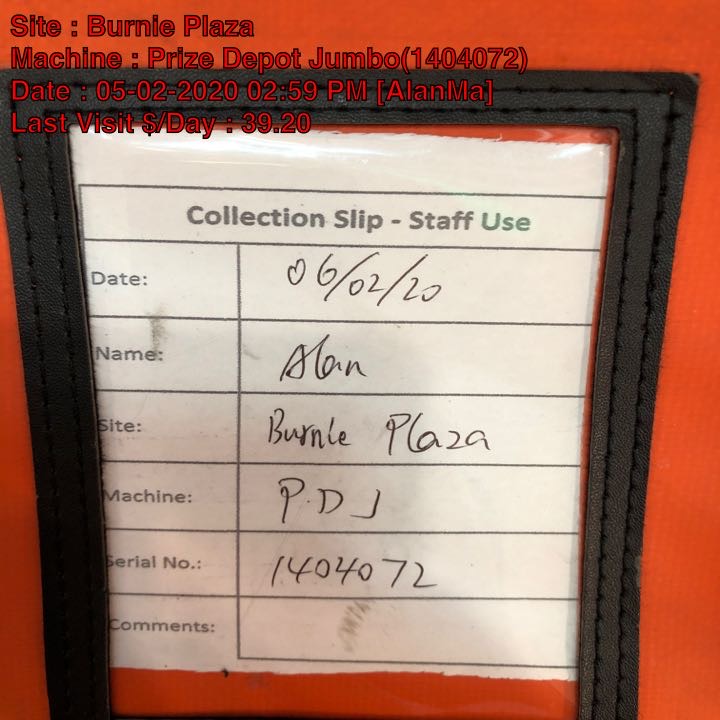 Site : Burnie Plaza
Machine : Prize Depot Jumbo(1404072)
Date : 05-02-2020 02:59 PM [AlanMa]
Last Visit $/Day : 39.20
Collection Slip - Staff Use
Date: 06/02/20
Name: Alan
Site: Burnie Plaza
Machine: P.D J
Serial No.: 1404072
Comments: